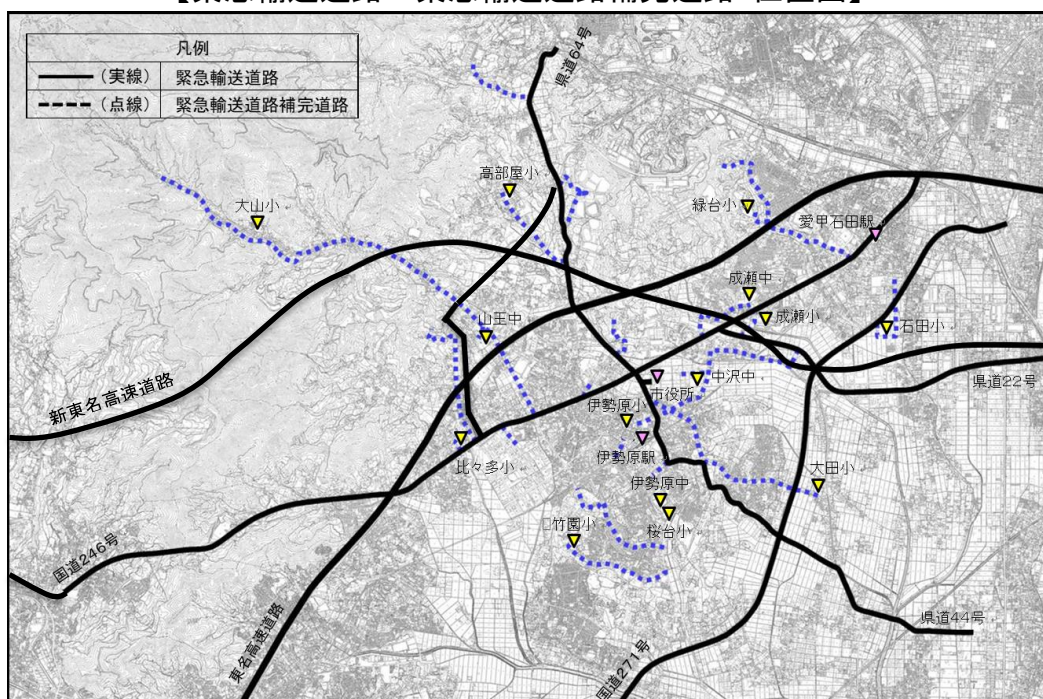 【緊急輸送道路・緊急輸送道路補完道路 位置図】
凡例
(実線) 緊急輸送道路
(点線) 緊急輸送道路補完道路
県道64号
高部屋小
大山小
緑台小
愛甲石田駅
成瀬中
成瀬小
石田小
山王中
新東名高速道路
中沢中
市役所
県道22号
伊勢原小
伊勢原駅
比々多小
大田小
伊勢原中
桜台小
竹園小
国道246号
東名高速道路
国道271号
県道44号